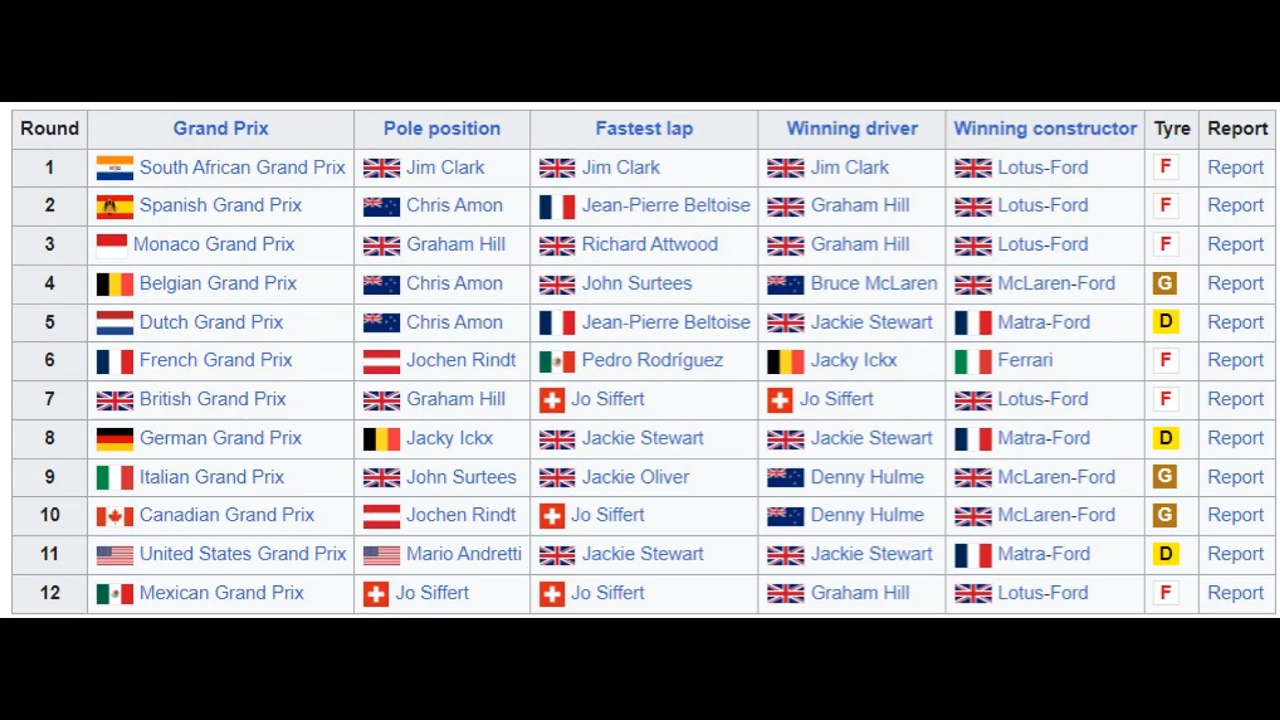 Round Grand Prix Pole position Fastest lap Winning driver Winning constructor Tyre Report
1 South African Grand Prix Jim Clark Jim Clark Jim Clark Lotus-Ford F Report
2 Spanish Grand Prix Chris Amon Jean-Pierre Beltoise Graham Hill Lotus-Ford F Report
3 Monaco Grand Prix Graham Hill Richard Attwood Graham Hill Lotus-Ford F Report
4 Belgian Grand Prix Chris Amon John Surtees Bruce McLaren McLaren-Ford G Report
5 Dutch Grand Prix Chris Amon Jean-Pierre Beltoise Jackie Stewart Matra-Ford D Report
6 French Grand Prix Jochen Rindt Pedro Rodríguez Jacky Ickx Ferrari F Report
7 British Grand Prix Graham Hill Jo Siffert Jo Siffert Lotus-Ford F Report
8 German Grand Prix Jacky Ickx Jackie Stewart Jackie Stewart Matra-Ford D Report
9 Italian Grand Prix John Surtees Jackie Oliver Denny Hulme McLaren-Ford G Report
10 Canadian Grand Prix Jochen Rindt Jo Siffert Denny Hulme McLaren-Ford G Report
11 United States Grand Prix Mario Andretti Jackie Stewart Jackie Stewart Matra-Ford D Report
12 Mexican Grand Prix Jo Siffert Jo Siffert Graham Hill Lotus-Ford F Report